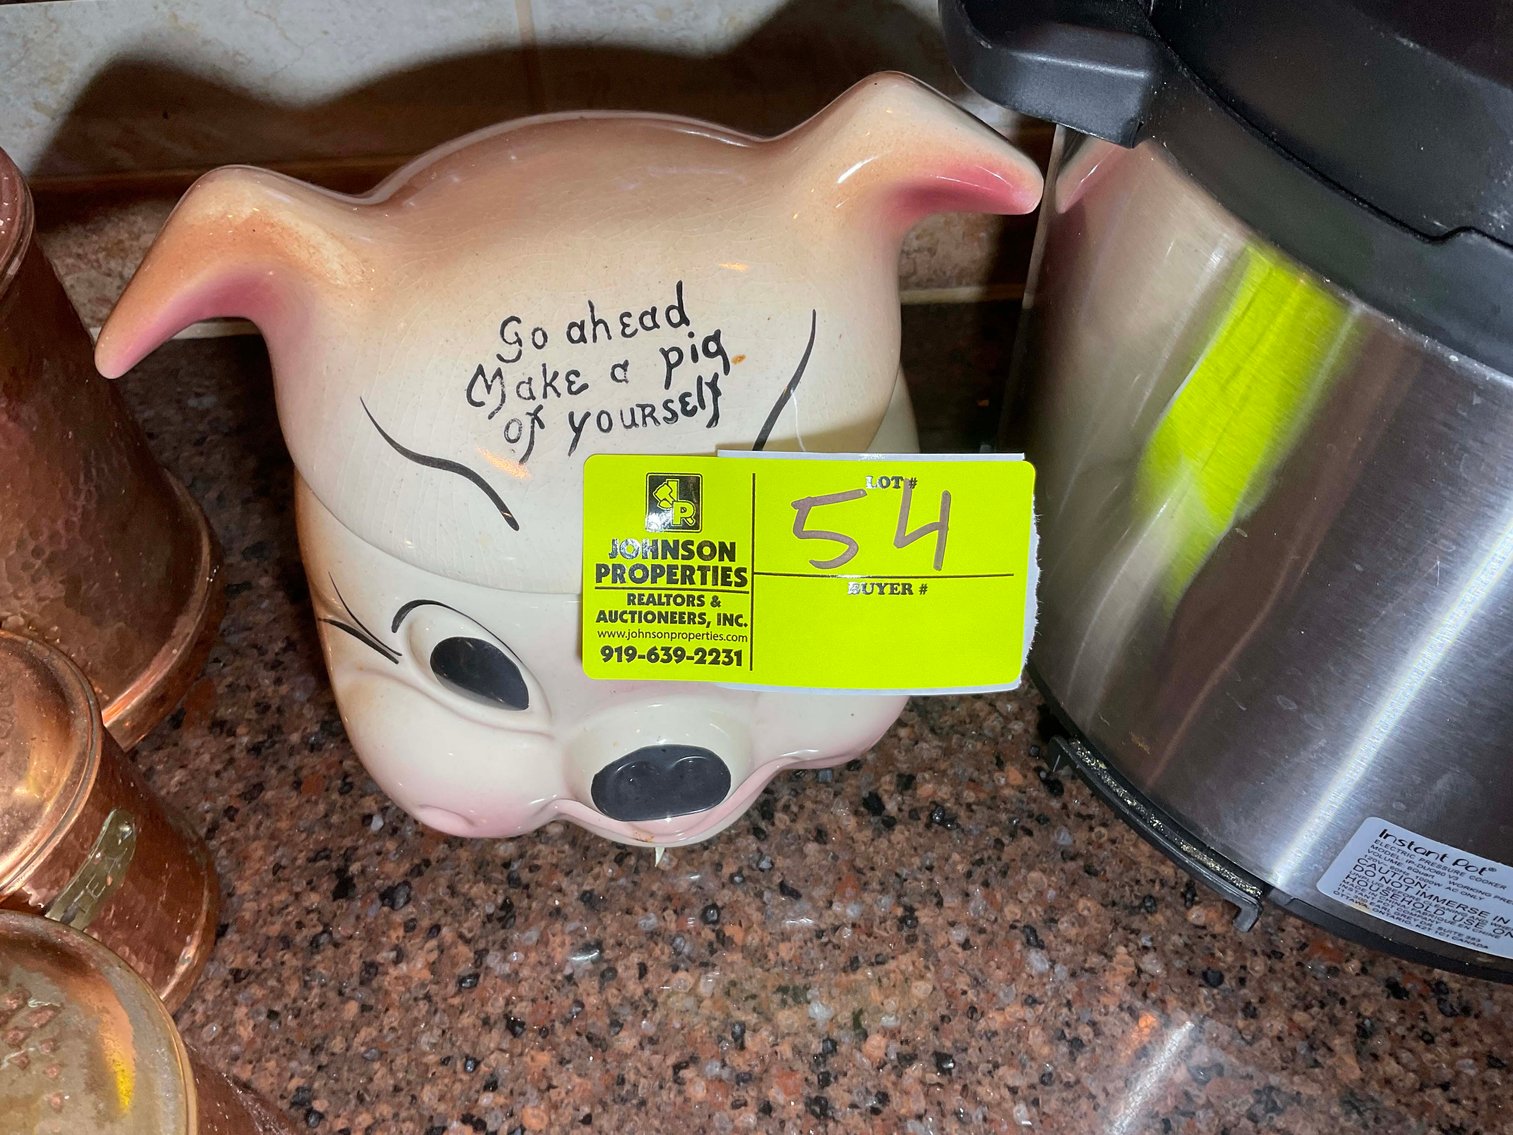 Go ahead
Make a pig
of yourself
JOHNSON
PROPERTIES
REALTORS &
AUCTIONEERS, INC.
www.johnsonproperties.com
919-639-2231
LOT #
54
BUYER #
Instant Pot®
ELECTRIC PRESSURE COOKER
CAUTION:
DO NOT IMMERSE IN
HOUSEHOLD USE ON